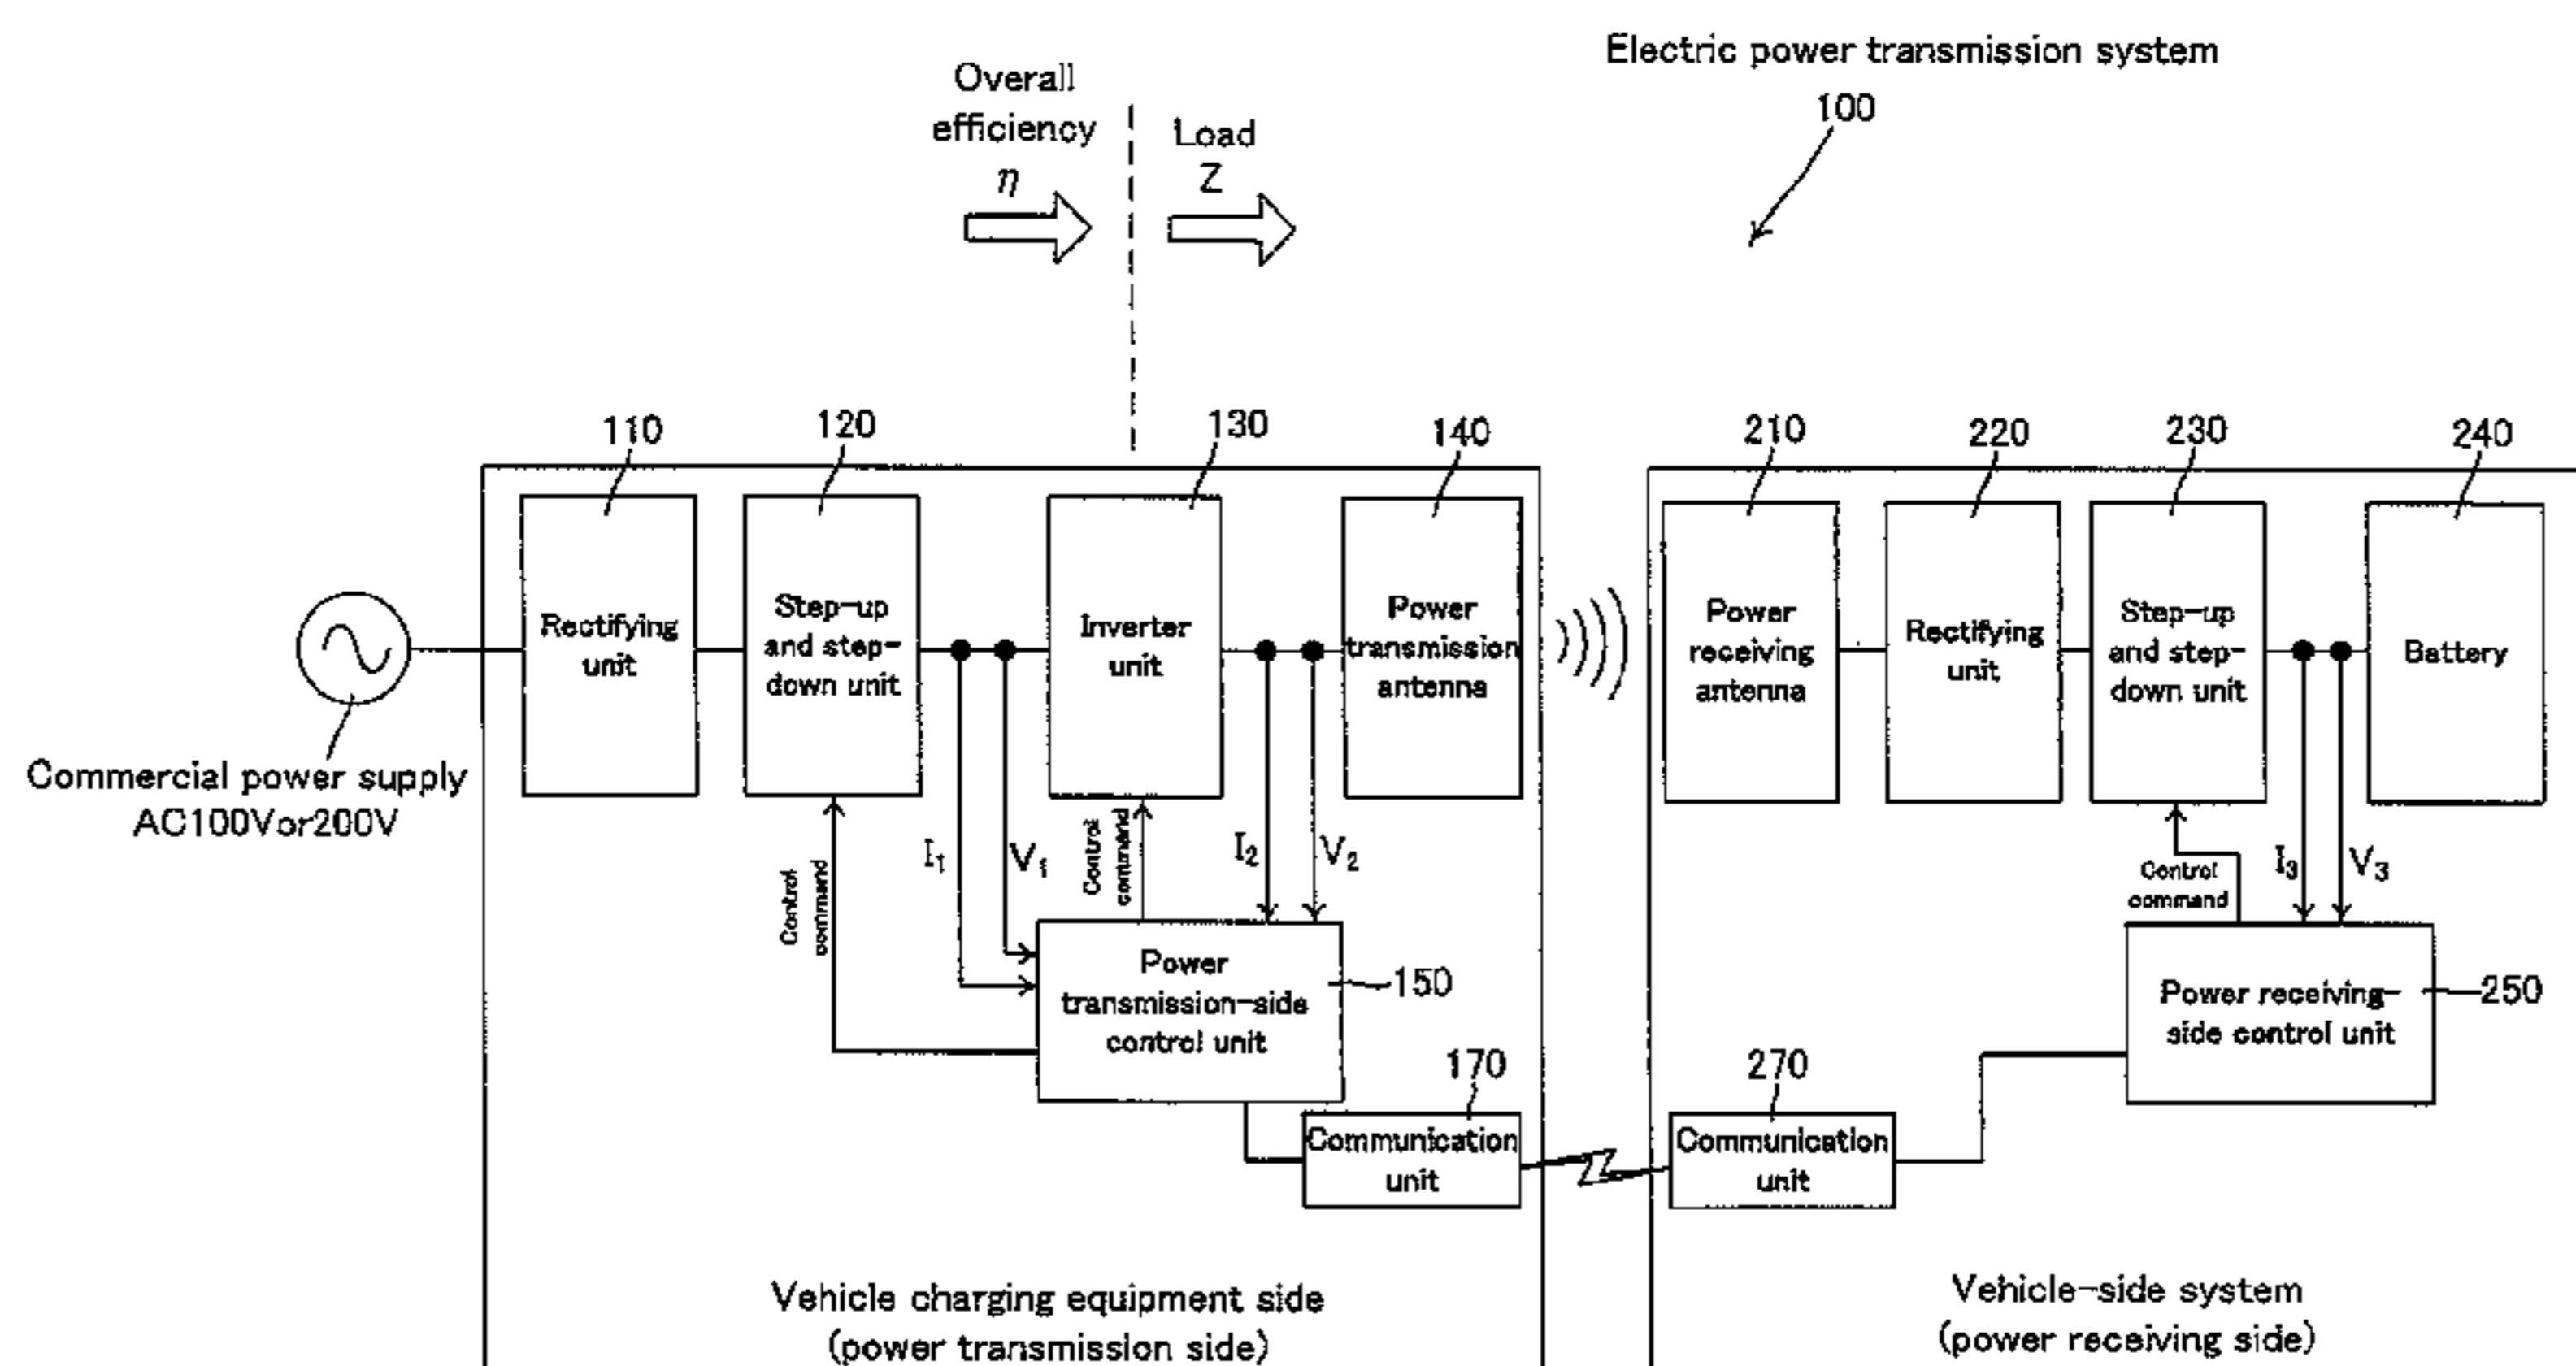 Electric power transmission system
100
Overall
efficiency
η
Load
Z
110
120
130
140
210
220
230
240
Rectifying
unit
Step-up
and step-
down unit
Inverter
unit
Power
transmission
antenna
Power
receiving
antenna
Rectifying
unit
Step-up
and step-
down unit
Battery
Commercial power supply
AC100Vor200V
Control
command
I₁
V₁
Control
command
I₂
V₂
Control
command
I₃
V₃
Power
transmission-side
control unit
150
Power receiving-
side control unit
250
170
Communication
unit
270
Communication
unit
Vehicle charging equipment side
(power transmission side)
Vehicle-side system
(power receiving side)